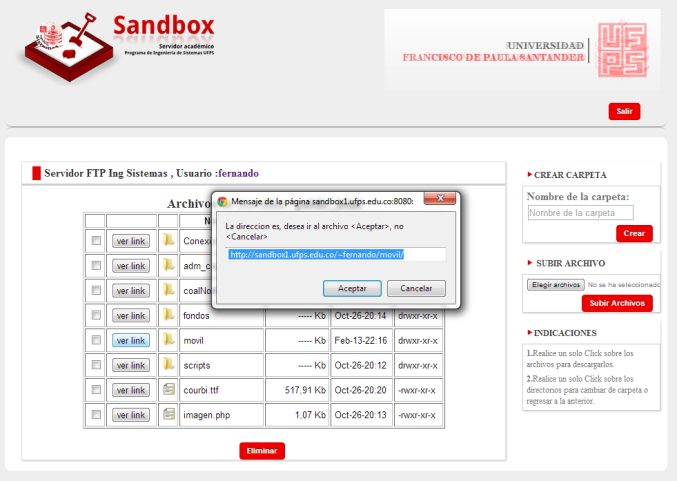 Sandbox
Servidor académico
Programa de Ingeniería de Sistemas UFPS
UNIVERSIDAD
FRANCISCO DE PAULA SANTANDER
UFPS
Salir
Servidor FTP Ing Sistemas , Usuario :fernando
Archivo
N
ver link Conexi
ver link adm_c
ver link coalNo
ver link fondos ----- Kb Oct-26-20:14 drwxr-xr-x
ver link movil ----- Kb Feb-13-22:16 drwxr-xr-x
ver link scripts ----- Kb Oct-26-20:12 drwxr-xr-x
ver link courbi.ttf 517,91 Kb Oct-26-20:20 -rwxr-xr-x
ver link imagen.php 1,07 Kb Oct-26-20:13 -rwxr-xr-x
Eliminar
Mensaje de la página sandbox1.ufps.edu.co:8080:
La direccion es, desea ir al archivo <Aceptar>, no
<Cancelar>
http://sandbox1.ufps.edu.co/~fernando/movil/
Aceptar Cancelar
CREAR CARPETA
Nombre de la carpeta:
Nombre de la carpeta
Crear
SUBIR ARCHIVO
Elegir archivos No se ha seleccionado
Subir Archivos
INDICACIONES
1.Realice un solo Click sobre los
archivos para descargarlos.
2.Realice un solo Click sobre los
directorios para cambiar de carpeta o
regresar a la anterior.